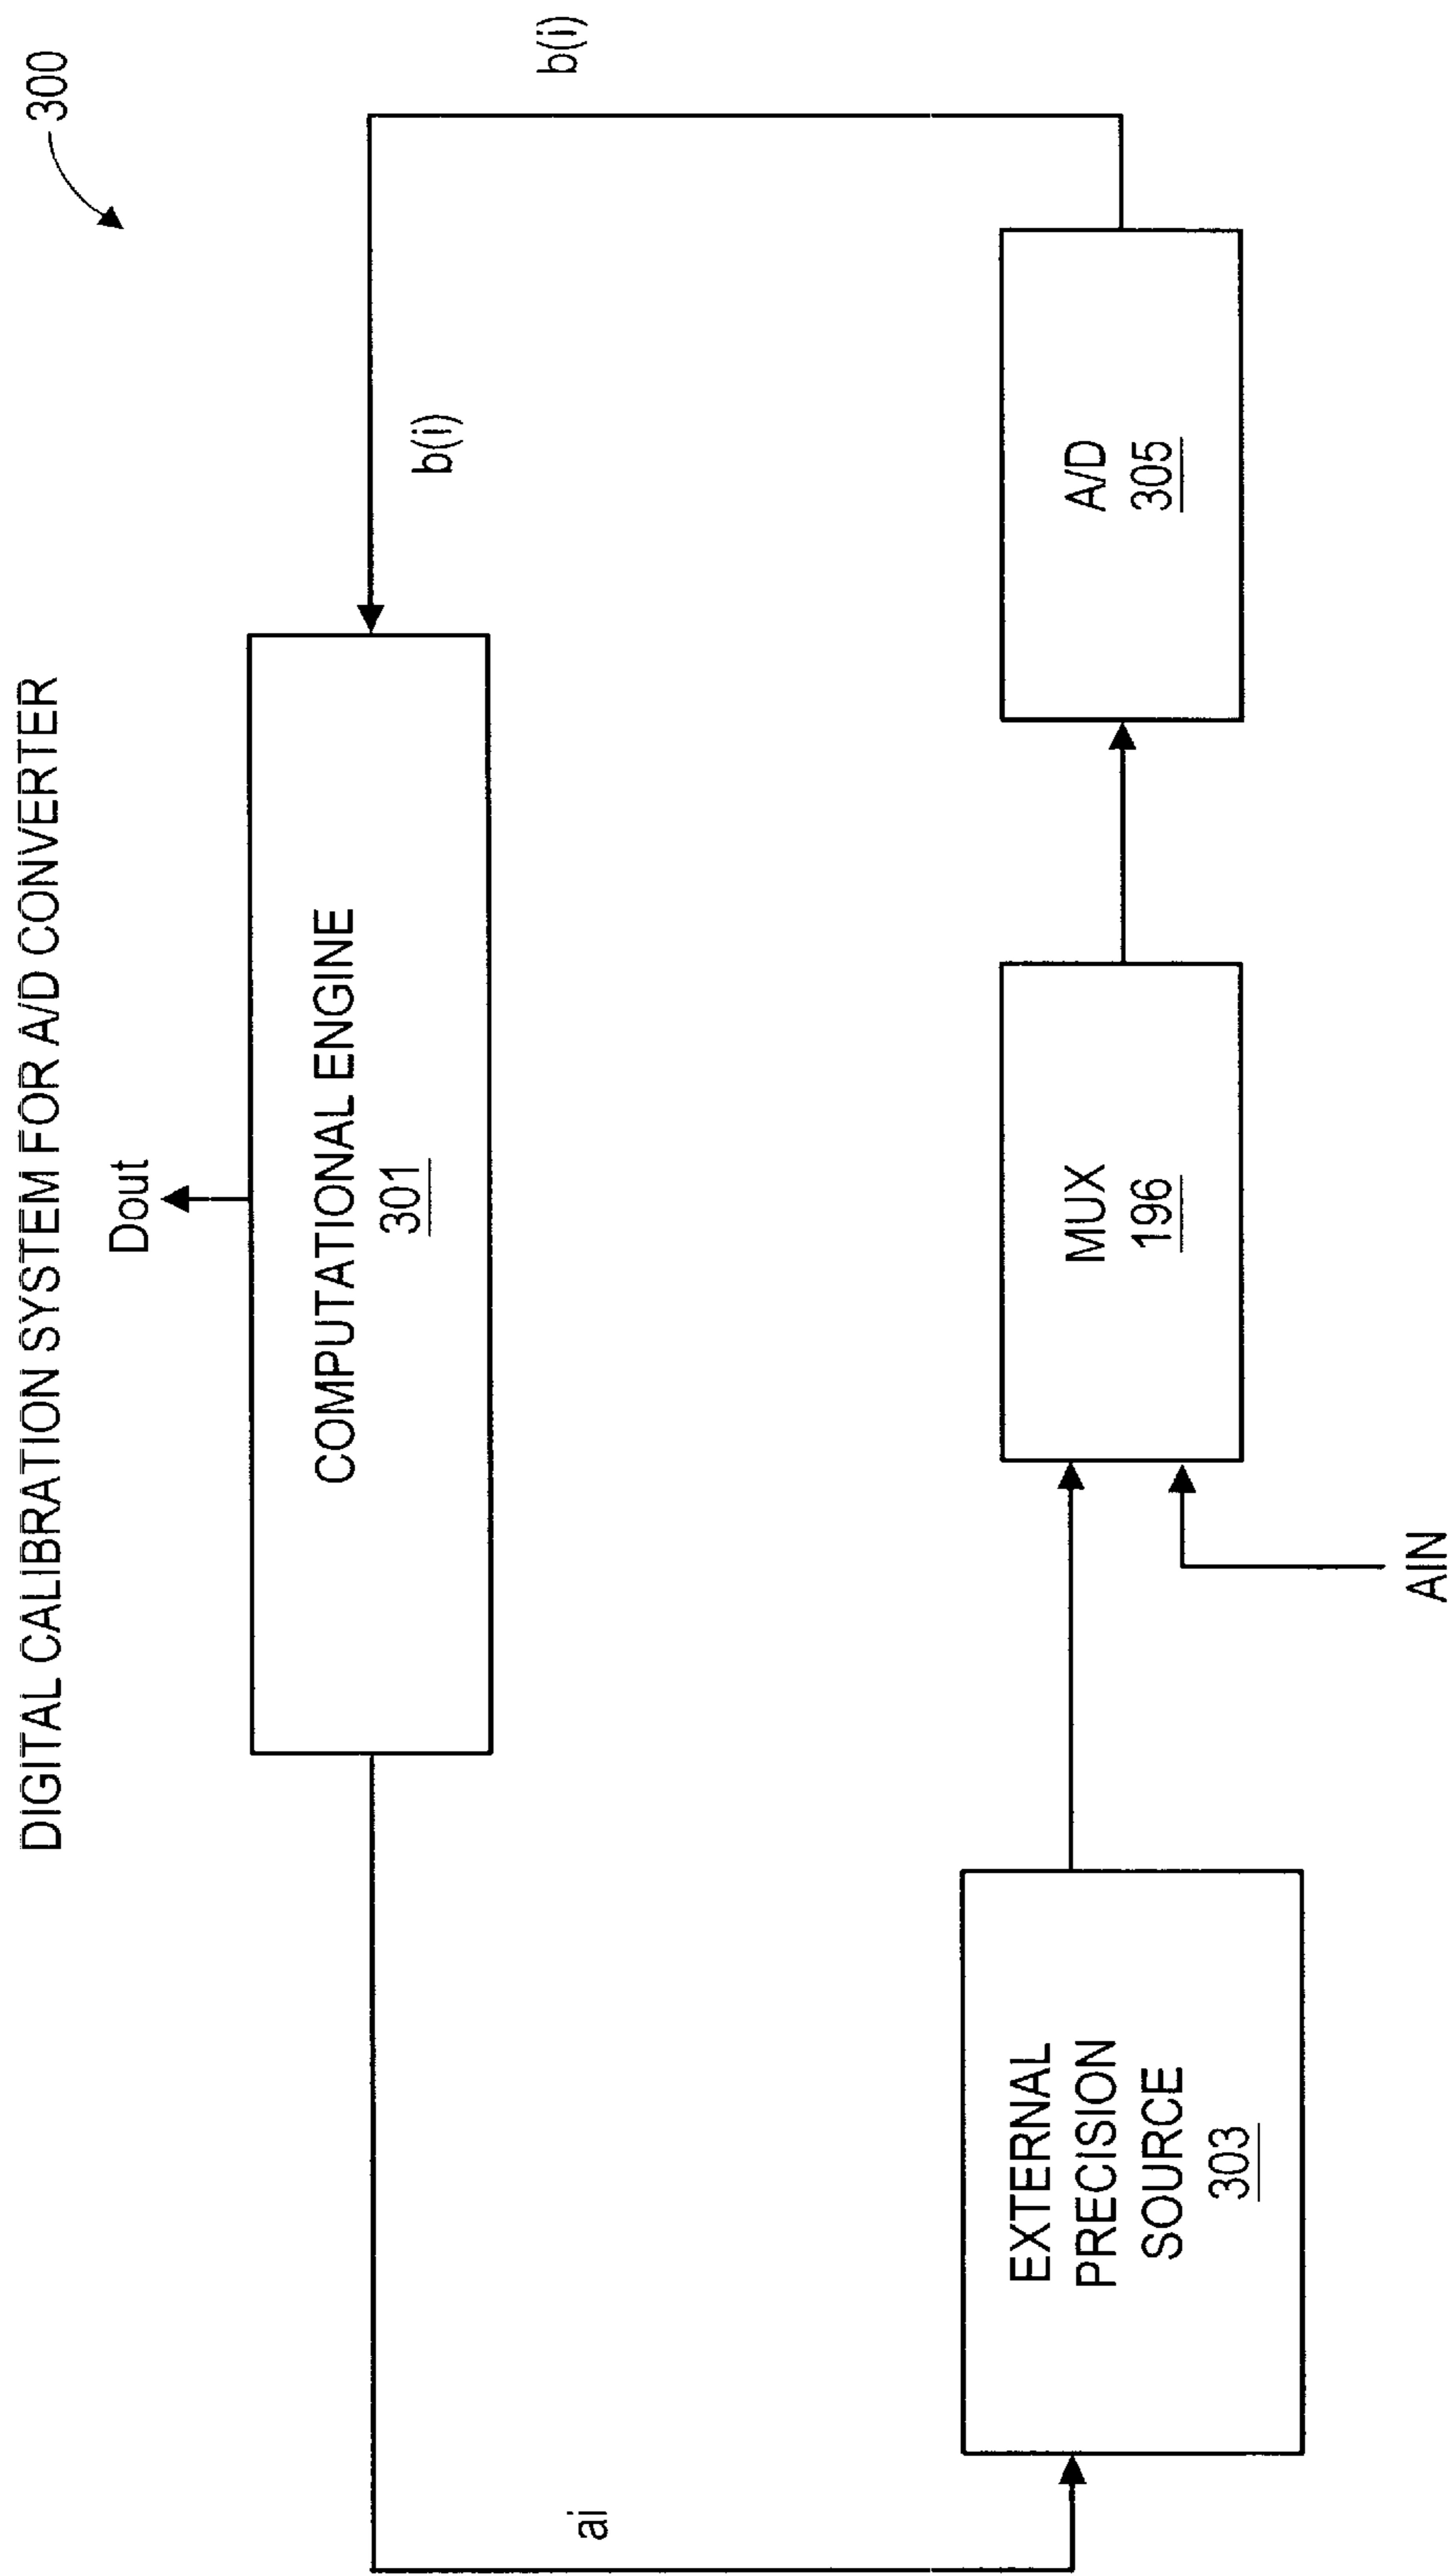 DIGITAL CALIBRATION SYSTEM FOR A/D CONVERTER
300
Dout
COMPUTATIONAL ENGINE
301
b(i)
b(i)
ai
EXTERNAL
PRECISION
SOURCE
303
MUX
196
A/D
305
AIN